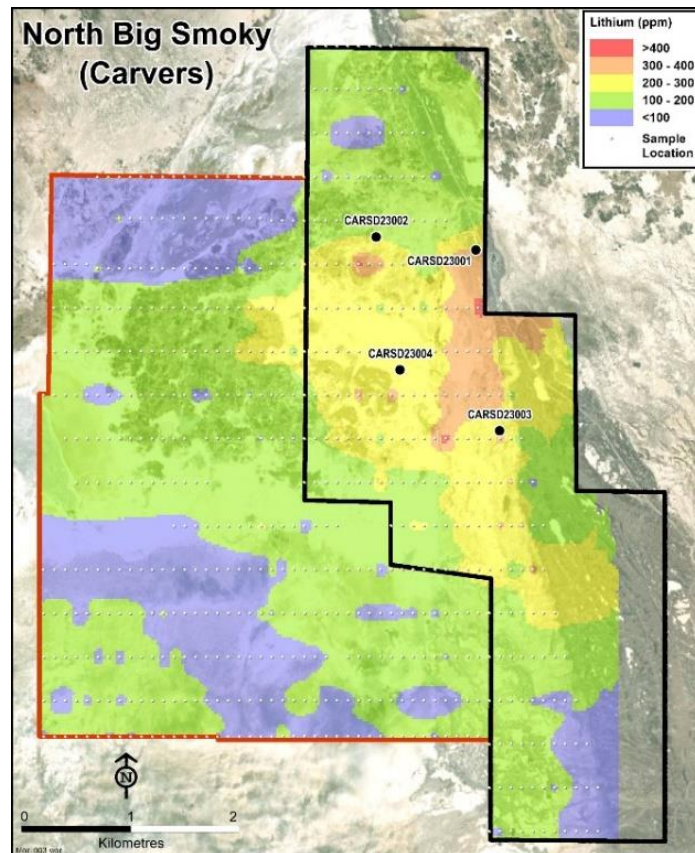 North Big Smoky
(Carvers)
Lithium (ppm)
>400
300 - 400
200 - 300
100 - 200
<100
Sample
Location
CARSD23002
CARSD23001
CARSD23004
CARSD23003
N
0 1 2
Kilometres